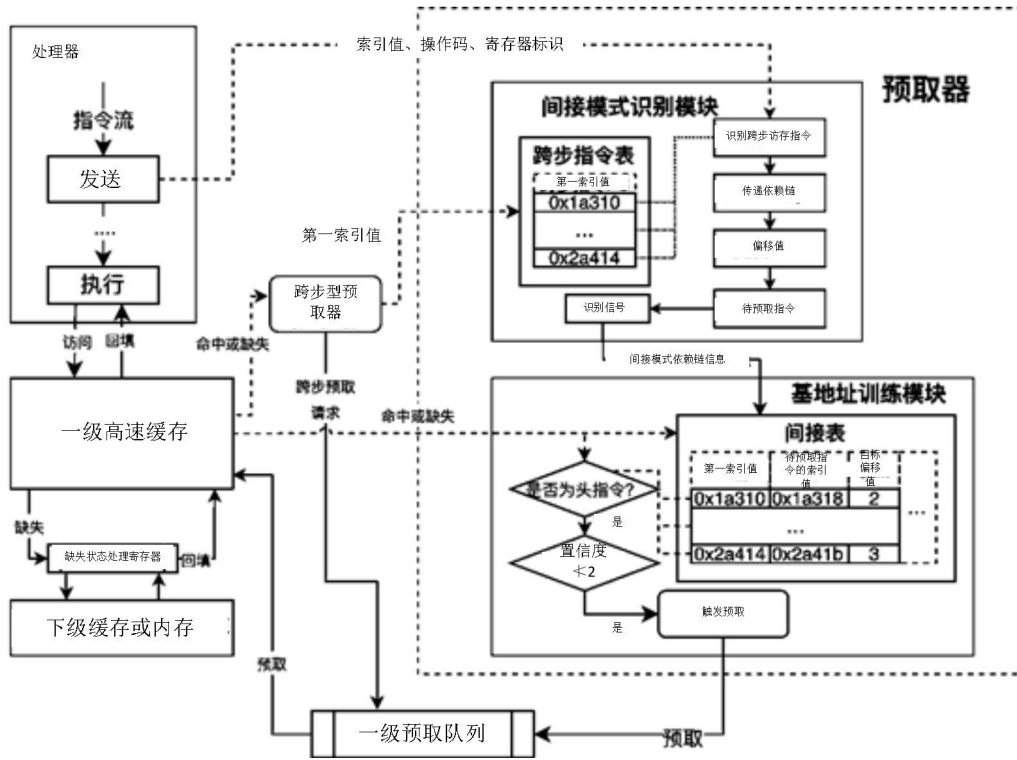 处理器
指令流
发送
....
执行
访问
回填
一级高速缓存
缺失
缺失状态处理寄存器
回填
下级缓存或内存
索引值、操作码、寄存器标识
第一索引值
跨步型预
取器
命中或缺失
跨步预取
请求
命中或缺失
预取
一级预取队列
预取
预取器
间接模式识别模块
跨步指令表
第一索引值
0x1a310
...
0x2a414
识别跨步访存指令
传递依赖链
偏移值
待预取指令
识别信号
间接模式依赖链信息
基地址训练模块
间接表
第一索引值
待预取指
令的索引
值
目标
偏移
值
0x1a310
0x1a318
2
...
...
0x2a414
0x2a41b
3
是否为头指令?
是
置信度
≮2
是
触发预取